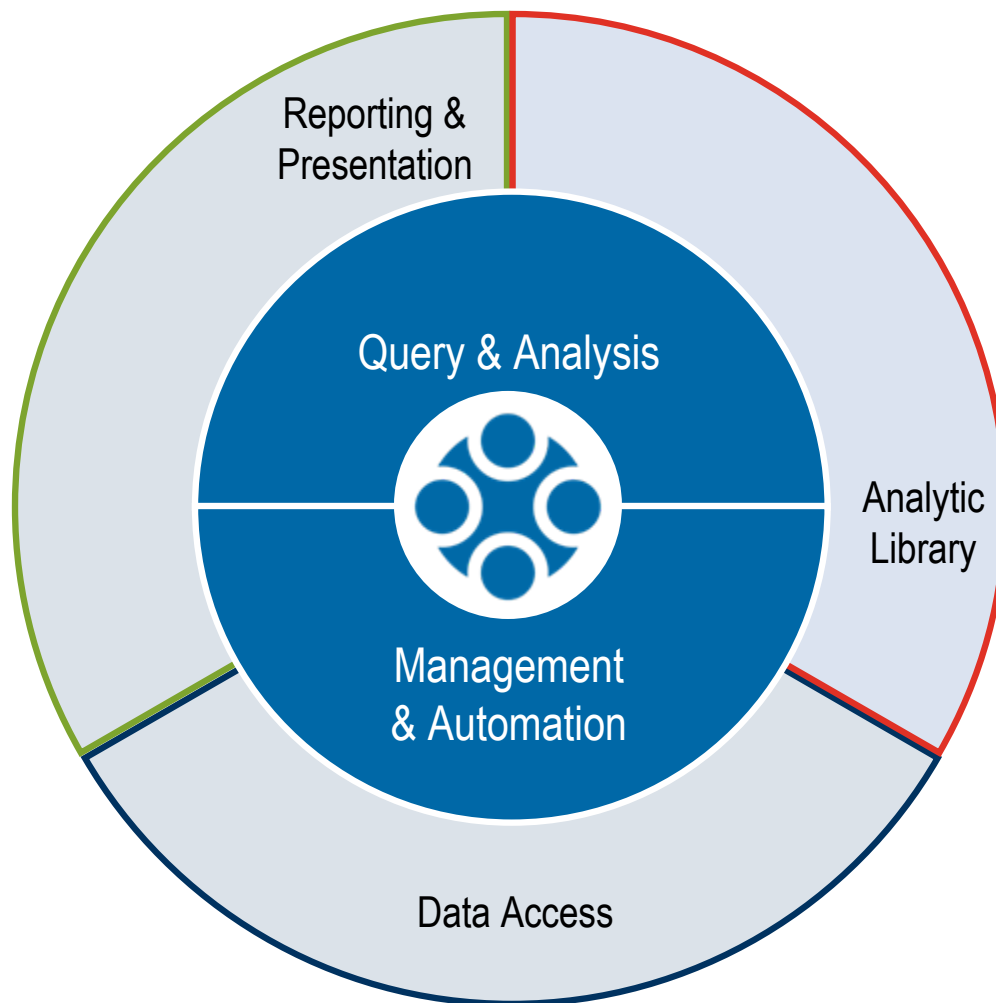 Reporting &
Presentation
Query & Analysis
Analytic
Library
Management
& Automation
Data Access